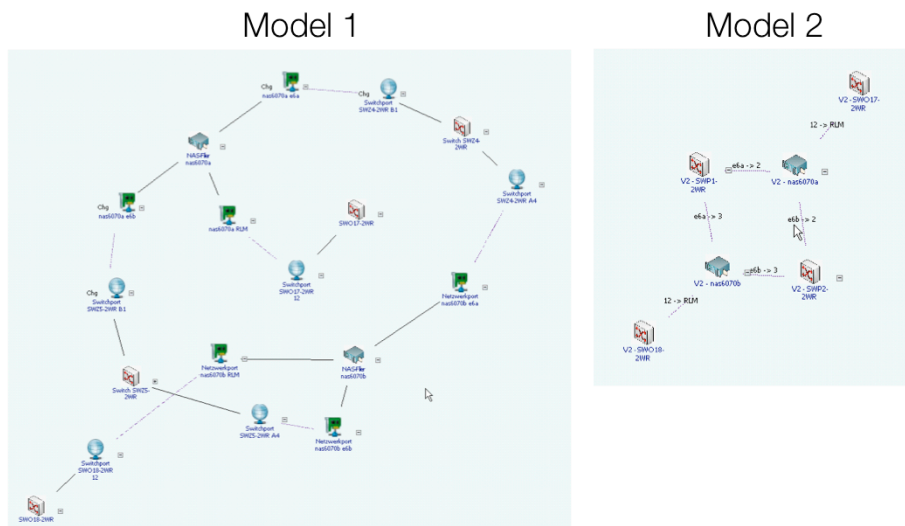 Model 1
Model 2
Chg
nas6070a e6a
Chg
Switchport
SW24-2WR B1
Switch SW24-
2WR
NAS-Filer
nas6070a
Switchport
SW24-2WR A4
Chg
nas6070a e6b
nas6070a RLM
SWO17-2WR
Switchport
SWO17-2WR
12
Netzwerkport
nas6070b e6a
Chg
Switchport
SW25-2WR B1
Netzwerkport
nas6070b RLM
NAS-Filer
nas6070b
Switch SW25-
2WR
Switchport
SW25-2WR A4
Netzwerkport
nas6070b e6b
Switchport
SWO18-2WR
12
SWO18-2WR
V2 - SWO17-
2WR
12 -> RLM
V2 - SWP1-
2WR
e6a -> 2
V2 - nas6070a
e6a -> 3
e6b -> 2
V2 - nas6070b
e6b -> 3
V2 - SWP2-
2WR
12 -> RLM
V2 - SWO18-
2WR